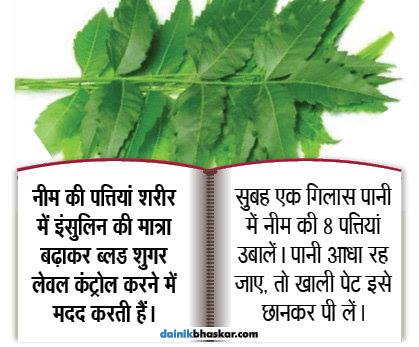 नीम की पत्तियां शरीर
में इंसुलिन की मात्रा
बढ़ाकर ब्लड शुगर
लेवल कंट्रोल करने में
मदद करती हैं।
सुबह एक गिलास पानी
में नीम की 8 पत्तियां
उबालें। पानी आधा रह
जाए, तो खाली पेट इसे
छानकर पी लें।
dainikbhaskar.com